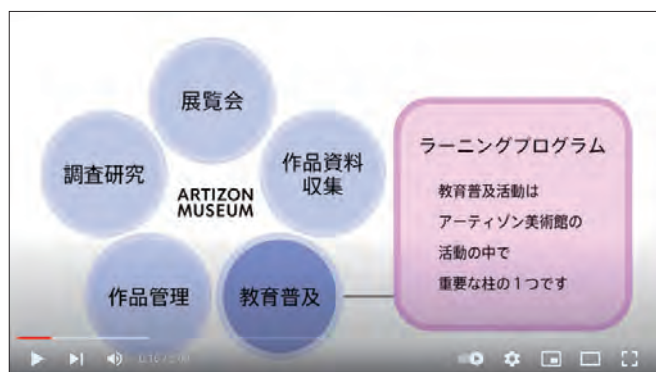 展覧会
調査研究
作品資料
収集
ARTIZON
MUSEUM
作品管理
教育普及
ラーニングプログラム
教育普及活動は
アーティゾン美術館の
活動の中で
重要な柱の1つです